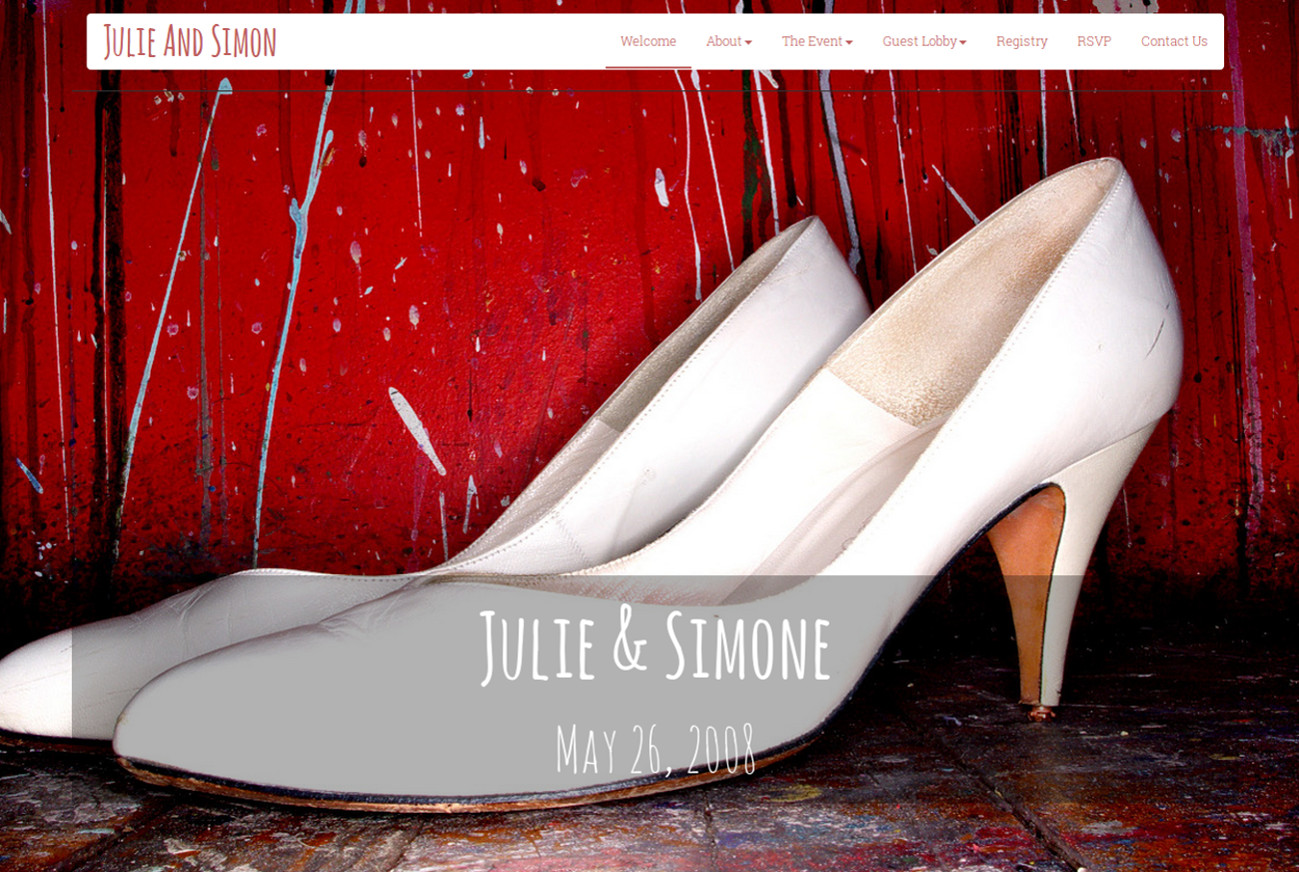 Julie And Simon
Welcome About The Event Guest Lobby Registry RSVP Contact Us
Julie & Simone
May 26, 2008